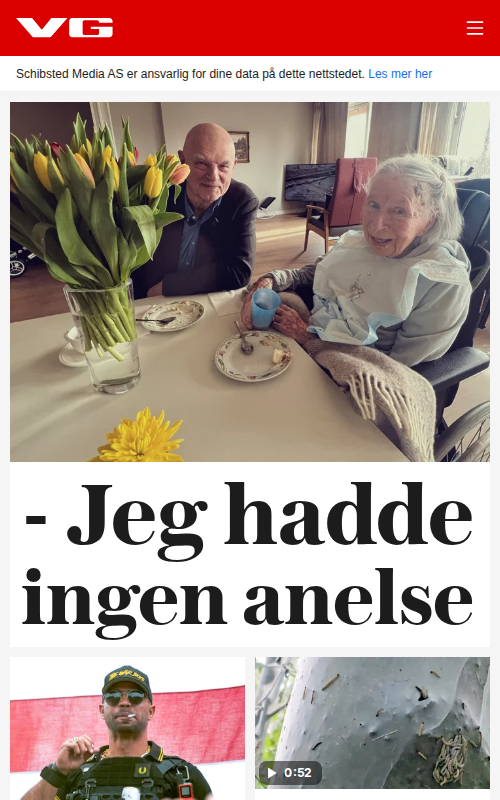 VG
Schibsted Media AS er ansvarlig for dine data på dette nettstedet. Les mer her
- Jeg hadde
ingen anelse
0:52